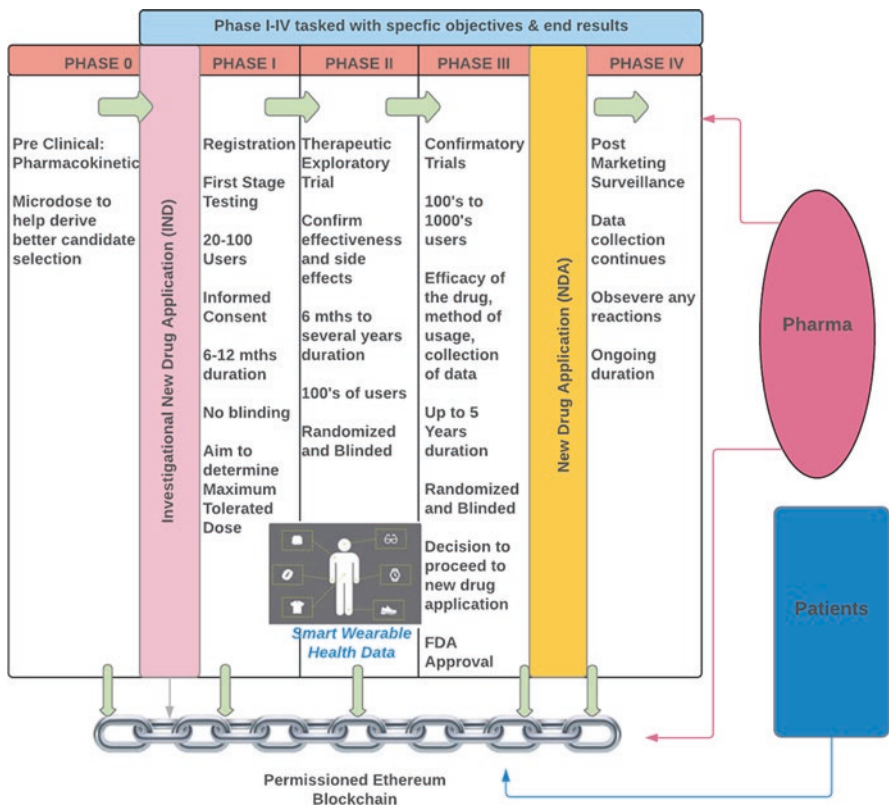 Phase I-IV tasked with specfic objectives & end results
PHASE 0
PHASE I
PHASE II
PHASE III
PHASE IV
Pre Clinical:
Pharmacokinetic
Microdose to
help derive
better candidate
selection
Investigational New Drug Application (IND)
Registration
First Stage
Testing
20-100
Users
Informed
Consent
6-12 mths
duration
No blinding
Aim to
determine
Maximum
Tolerated
Dose
Therapeutic
Exploratory
Trial
Confirm
effectiveness
and side
effects
6 mths to
several years
duration
100's of users
Randomized
and Blinded
Smart Wearable
Health Data
Confirmatory
Trials
100's to
1000's
users
Efficacy of
the drug,
method of
usage,
collection
of data
Up to 5
Years
duration
Randomized
and Blinded
Decision to
proceed to
new drug
application
FDA
Approval
New Drug Application (NDA)
Post
Marketing
Surveillance
Data
collection
continues
Obsevere any
reactions
Ongoing
duration
Pharma
Patients
Permissioned Ethereum
Blockchain